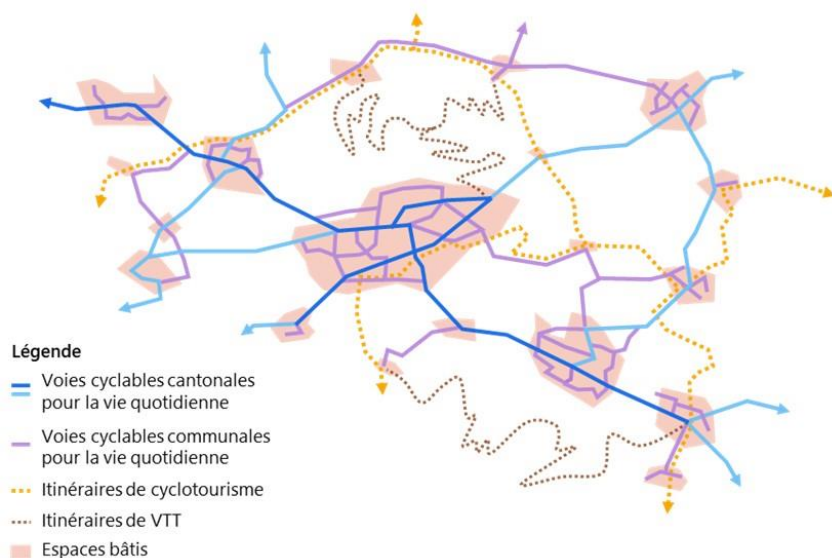 Légende
Voies cyclables cantonales
pour la vie quotidienne
Voies cyclables communales
pour la vie quotidienne
Itinéraires de cyclotourisme
Itinéraires de VTT
Espaces bâtis